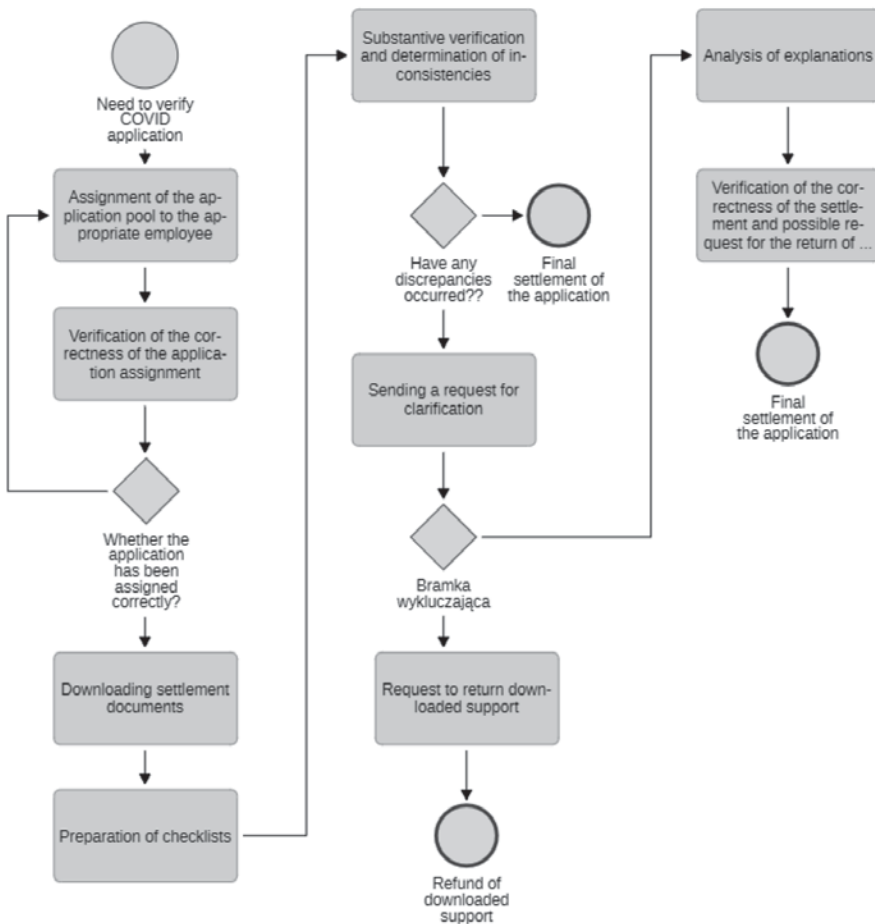 Need to verify
COVID
application
Assignment of the ap-
plication pool to the ap-
propriate employee
Verification of the cor-
rectness of the applica-
tion assignment
Whether the
application
has been
assigned
correctly?
Downloading settlement
documents
Preparation of checklists
Substantive verification
and determination of in-
consistencies
Have any
discrepancies
occurred??
Final
settlement of
the application
Sending a request for
clarification
Bramka
wykluczająca
Request to return down-
loaded support
Refund of
downloaded
support
Analysis of explanations
Verification of the cor-
rectness of the settle-
ment and possible re-
quest for the return of ...
Final
settlement of
the application